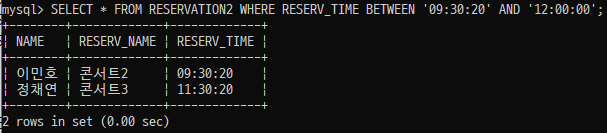 mysql> SELECT * FROM RESERVATION2 WHERE RESERV_TIME BETWEEN '09:30:20' AND '12:00:00';
+--------+-------------+-------------+
| NAME   | RESERV_NAME | RESERV_TIME |
+--------+-------------+-------------+
| 이민호 | 콘서트2     | 09:30:20    |
| 정채연 | 콘서트3     | 11:30:20    |
+--------+-------------+-------------+
2 rows in set (0.00 sec)